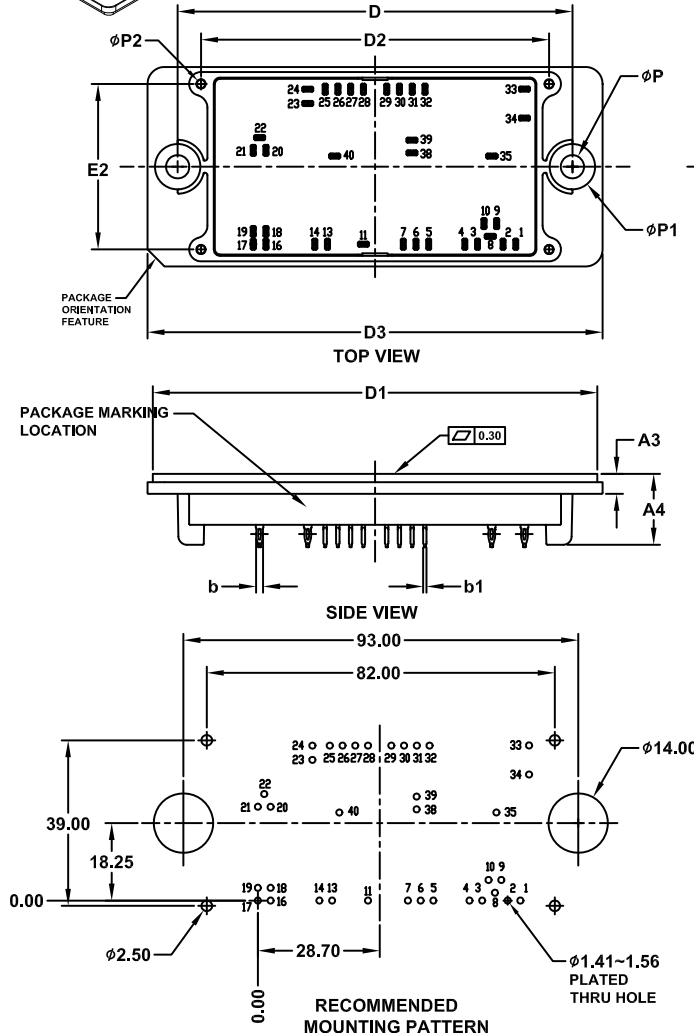 D
D2
øP2
øP
24
25 26 27 28 29 30 31 32
33
23
34
22
21 20
40
39
38
35
E2
øP1
10 9
19 18
17 16
14 13
11
7 6 5
4 3
8
2 1
PACKAGE
ORIENTATION
FEATURE
D3
TOP VIEW
D1
PACKAGE MARKING
LOCATION
0.30
A3
A4
b
b1
SIDE VIEW
93.00
82.00
24
25 26 27 28 29 30 31 32
33
23
34
ø14.00
22
21 20
40
39
38
35
39.00
18.25
10 9
19 18
0.00
17 16
14 13
11
7 6 5
4 3
8
2 1
ø2.50
28.70
0.00
ø1.41~1.56
PLATED
THRU HOLE
RECOMMENDED
MOUNTING PATTERN